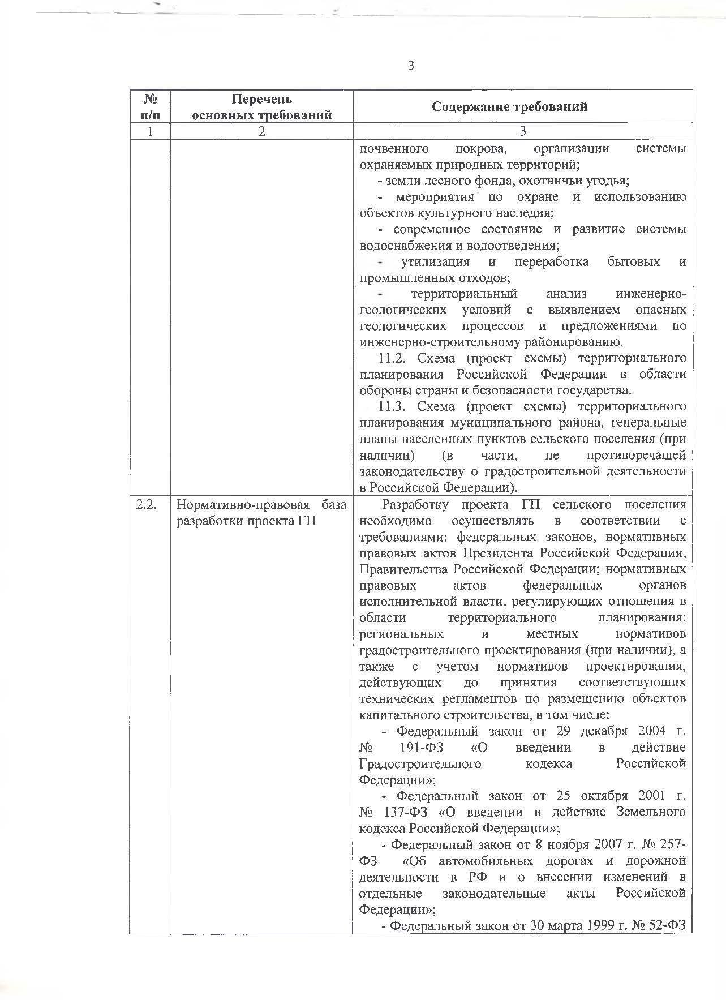 3
№
п/п
Перечень
основных требований
Содержание требований
1
2
3
почвенного покрова, организации системы
охраняемых природных территорий;
- земли лесного фонда, охотничьи угодья;
- мероприятия по охране и использованию
объектов культурного наследия;
- современное состояние и развитие системы
водоснабжения и водоотведения;
- утилизация и переработка бытовых и
промышленных отходов;
- территориальный анализ инженерно-
геологических условий с выявлением опасных
геологических процессов и предложениями по
инженерно-строительному районированию.
11.2. Схема (проект схемы) территориального
планирования Российской Федерации в области
обороны страны и безопасности государства.
11.3. Схема (проект схемы) территориального
планирования муниципального района, генеральные
планы населенных пунктов сельского поселения (при
наличии) (в части, не противоречащей
законодательству о градостроительной деятельности
в Российской Федерации).
2.2.
Нормативно-правовая база
разработки проекта ГП
Разработку проекта ГП сельского поселения
необходимо осуществлять в соответствии с
требованиями: федеральных законов, нормативных
правовых актов Президента Российской Федерации,
Правительства Российской Федерации; нормативных
правовых актов федеральных органов
исполнительной власти, регулирующих отношения в
области территориального планирования;
региональных и местных нормативов
градостроительного проектирования (при наличии), а
также с учетом нормативов проектирования,
действующих до принятия соответствующих
технических регламентов по размещению объектов
капитального строительства, в том числе:
- Федеральный закон от 29 декабря 2004 г.
№ 191-ФЗ «О введении в действие
Градостроительного кодекса Российской
Федерации»;
- Федеральный закон от 25 октября 2001 г.
№ 137-ФЗ «О введении в действие Земельного
кодекса Российской Федерации»;
- Федеральный закон от 8 ноября 2007 г. № 257-
ФЗ «Об автомобильных дорогах и дорожной
деятельности в РФ и о внесении изменений в
отдельные законодательные акты Российской
Федерации»;
- Федеральный закон от 30 марта 1999 г. № 52-ФЗ